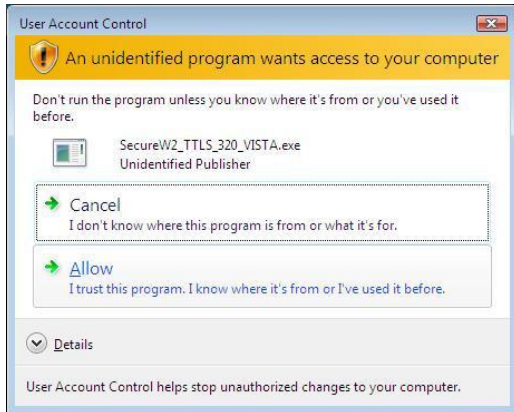 User Account Control
An unidentified program wants access to your computer
Don't run the program unless you know where it's from or you've used it
before.
SecureW2_TTLS_320_VISTA.exe
Unidentified Publisher
Cancel
I don't know where this program is from or what it's for.
Allow
I trust this program. I know where it's from or I've used it before.
Details
User Account Control helps stop unauthorized changes to your computer.